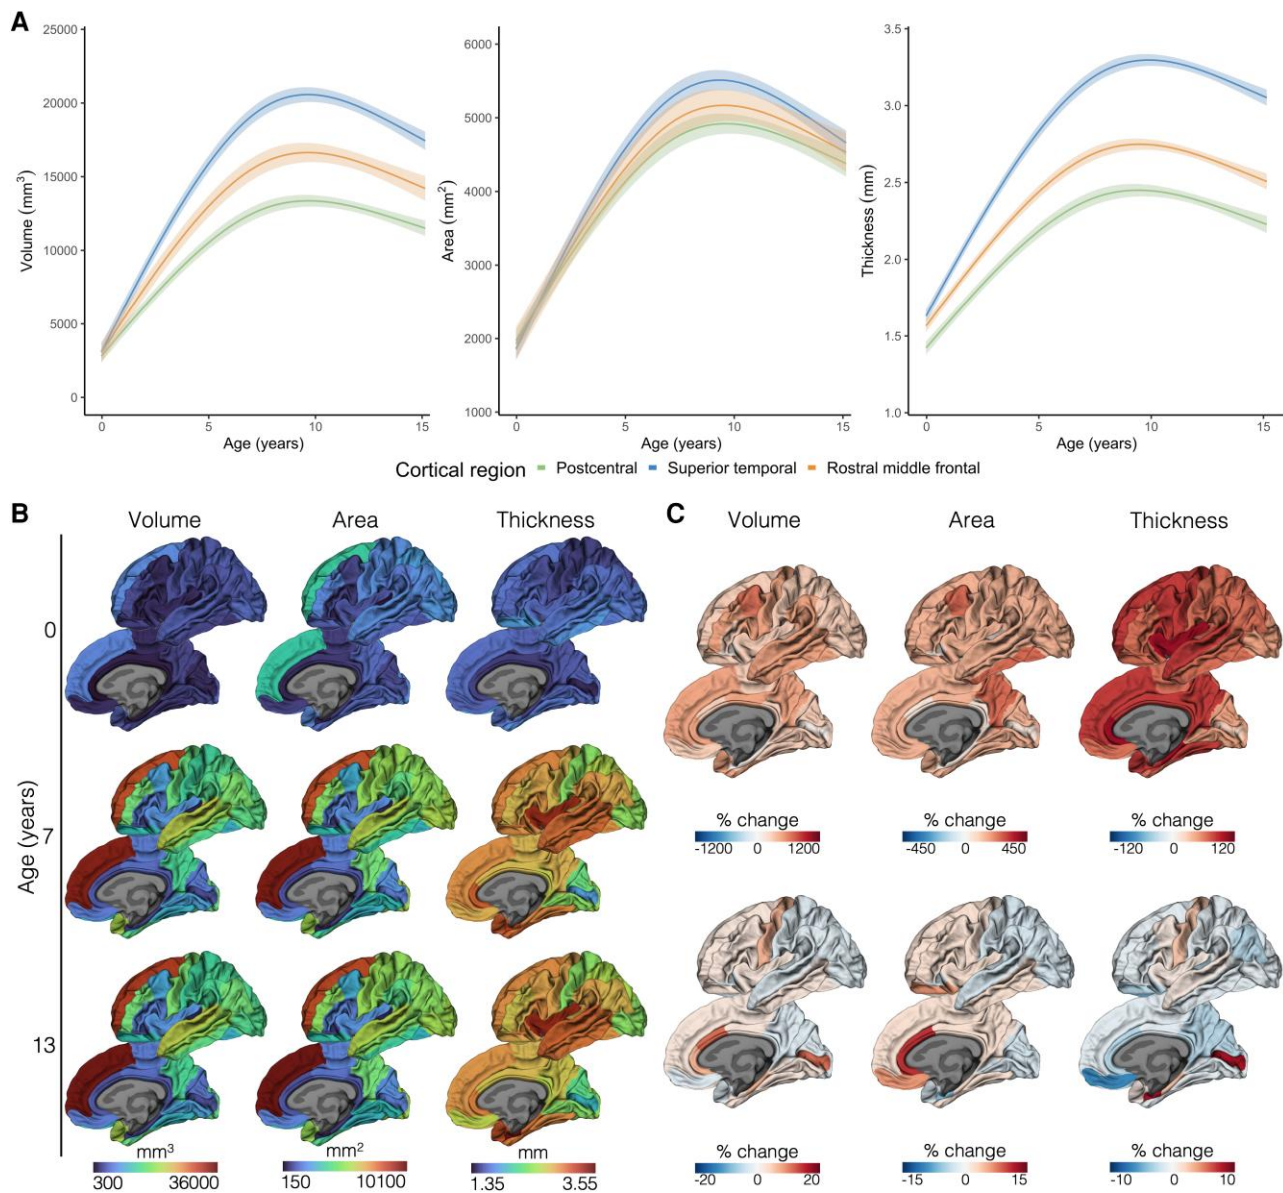 A
25000
20000
15000
10000
5000
0
Volume (mm³)
0 5 10 15
Age (years)
6000
5000
4000
3000
2000
1000
Area (mm²)
0 5 10 15
Age (years)
3.5
3.0
2.5
2.0
1.5
1.0
Thickness (mm)
0 5 10 15
Age (years)
Cortical region Postcentral Superior temporal Rostral middle frontal
B
Volume Area Thickness
Age (years)
0
7
13
mm³ mm² mm
300 36000 150 10100 1.35 3.55
C
Volume Area Thickness
% change % change % change
-1200 0 1200 -450 0 450 -120 0 120
% change % change % change
-20 0 20 -15 0 15 -10 0 10